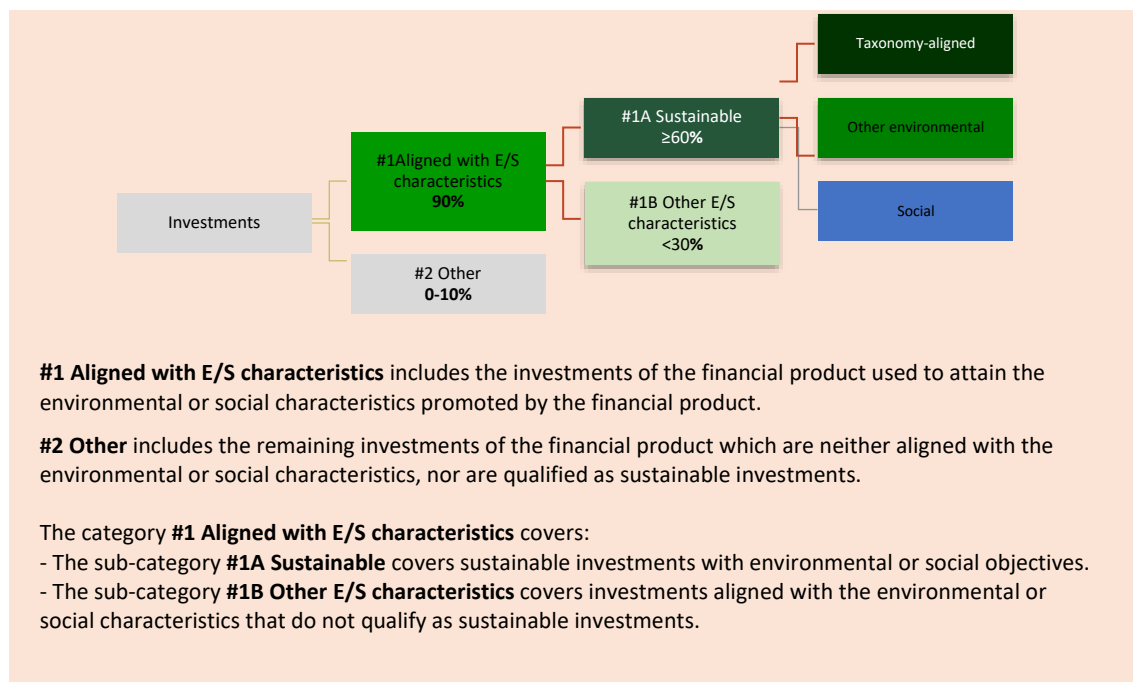 Taxonomy-aligned
#1A Sustainable
≥60%
Other environmental
#1Aligned with E/S
characteristics
90%
#1B Other E/S
characteristics
<30%
Social
Investments
#2 Other
0-10%
#1 Aligned with E/S characteristics includes the investments of the financial product used to attain the
environmental or social characteristics promoted by the financial product.
#2 Other includes the remaining investments of the financial product which are neither aligned with the
environmental or social characteristics, nor are qualified as sustainable investments.
The category #1 Aligned with E/S characteristics covers:
- The sub-category #1A Sustainable covers sustainable investments with environmental or social objectives.
- The sub-category #1B Other E/S characteristics covers investments aligned with the environmental or
social characteristics that do not qualify as sustainable investments.